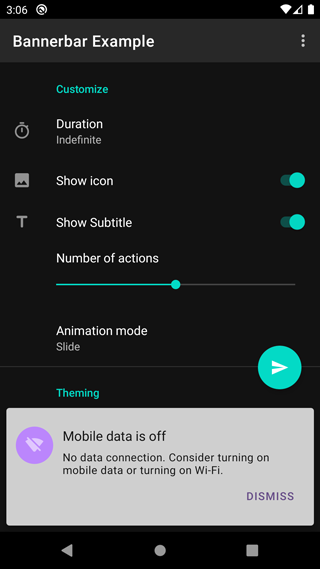 3:06
Bannerbar Example
Customize
Duration
Indefinite
Show icon
Show Subtitle
Number of actions
Animation mode
Slide
Theming
Mobile data is off
No data connection. Consider turning on
mobile data or turning on Wi-Fi.
DISMISS